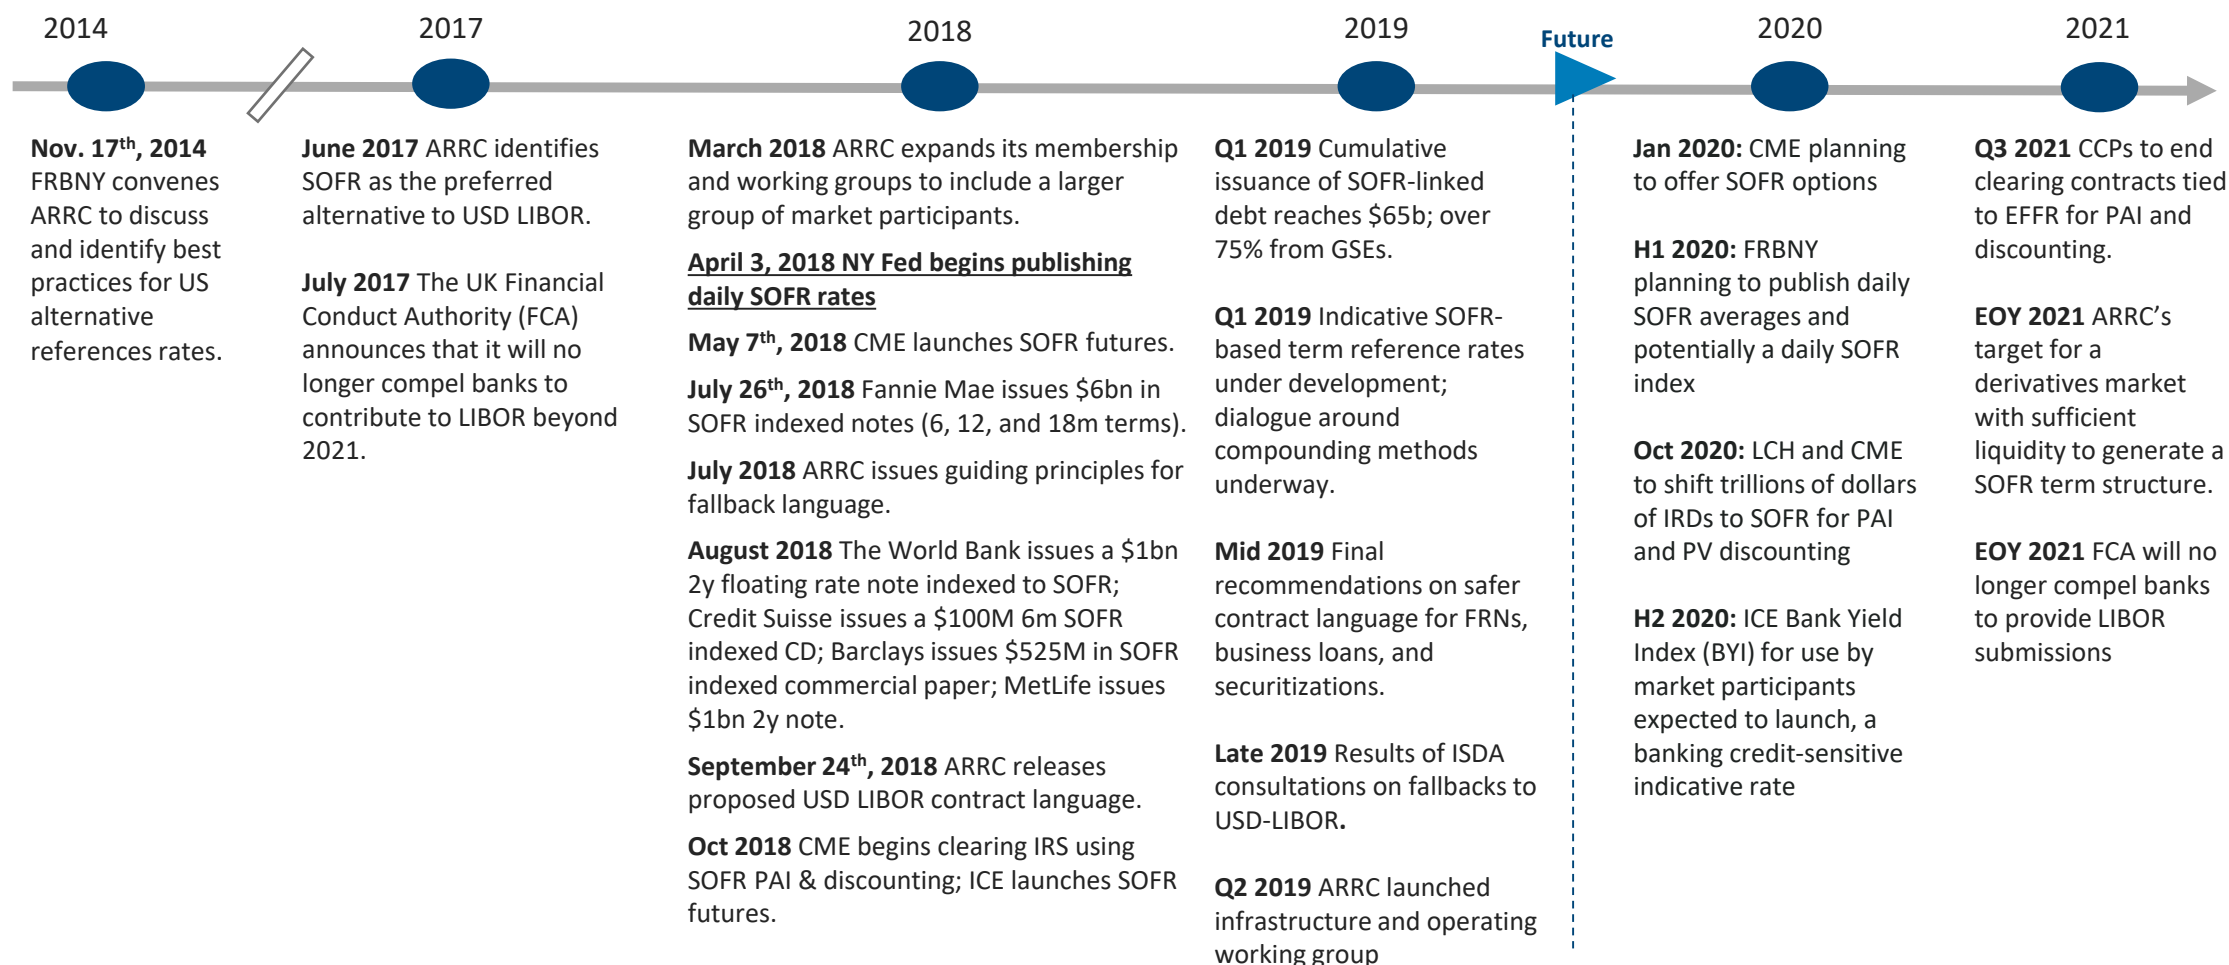 2014
2017
2018
2019
Future
2020
2021
Nov. 17th, 2014
FRBNY convenes
ARRC to discuss
and identify best
practices for US
alternative
references rates.
June 2017 ARRC identifies
SOFR as the preferred
alternative to USD LIBOR.
July 2017 The UK Financial
Conduct Authority (FCA)
announces that it will no
longer compel banks to
contribute to LIBOR beyond
2021.
March 2018 ARRC expands its membership
and working groups to include a larger
group of market participants.
April 3, 2018 NY Fed begins publishing
daily SOFR rates
May 7th, 2018 CME launches SOFR futures.
July 26th, 2018 Fannie Mae issues $6bn in
SOFR indexed notes (6, 12, and 18m terms).
July 2018 ARRC issues guiding principles for
fallback language.
August 2018 The World Bank issues a $1bn
2y floating rate note indexed to SOFR;
Credit Suisse issues a $100M 6m SOFR
indexed CD; Barclays issues $525M in SOFR
indexed commercial paper; MetLife issues
$1bn 2y note.
September 24th, 2018 ARRC releases
proposed USD LIBOR contract language.
Oct 2018 CME begins clearing IRS using
SOFR PAI & discounting; ICE launches SOFR
futures.
Q1 2019 Cumulative
issuance of SOFR-linked
debt reaches $65b; over
75% from GSEs.
Q1 2019 Indicative SOFR-
based term reference rates
under development;
dialogue around
compounding methods
underway.
Mid 2019 Final
recommendations on safer
contract language for FRNs,
business loans, and
securitizations.
Late 2019 Results of ISDA
consultations on fallbacks to
USD-LIBOR.
Q2 2019 ARRC launched
infrastructure and operating
working group
Jan 2020: CME planning
to offer SOFR options
H1 2020: FRBNY
planning to publish daily
SOFR averages and
potentially a daily SOFR
index
Oct 2020: LCH and CME
to shift trillions of dollars
of IRDs to SOFR for PAI
and PV discounting
H2 2020: ICE Bank Yield
Index (BYI) for use by
market participants
expected to launch, a
banking credit-sensitive
indicative rate
Q3 2021 CCPs to end
clearing contracts tied
to EFFR for PAI and
discounting.
EOY 2021 ARRC’s
target for a
derivatives market
with sufficient
liquidity to generate a
SOFR term structure.
EOY 2021 FCA will no
longer compel banks
to provide LIBOR
submissions